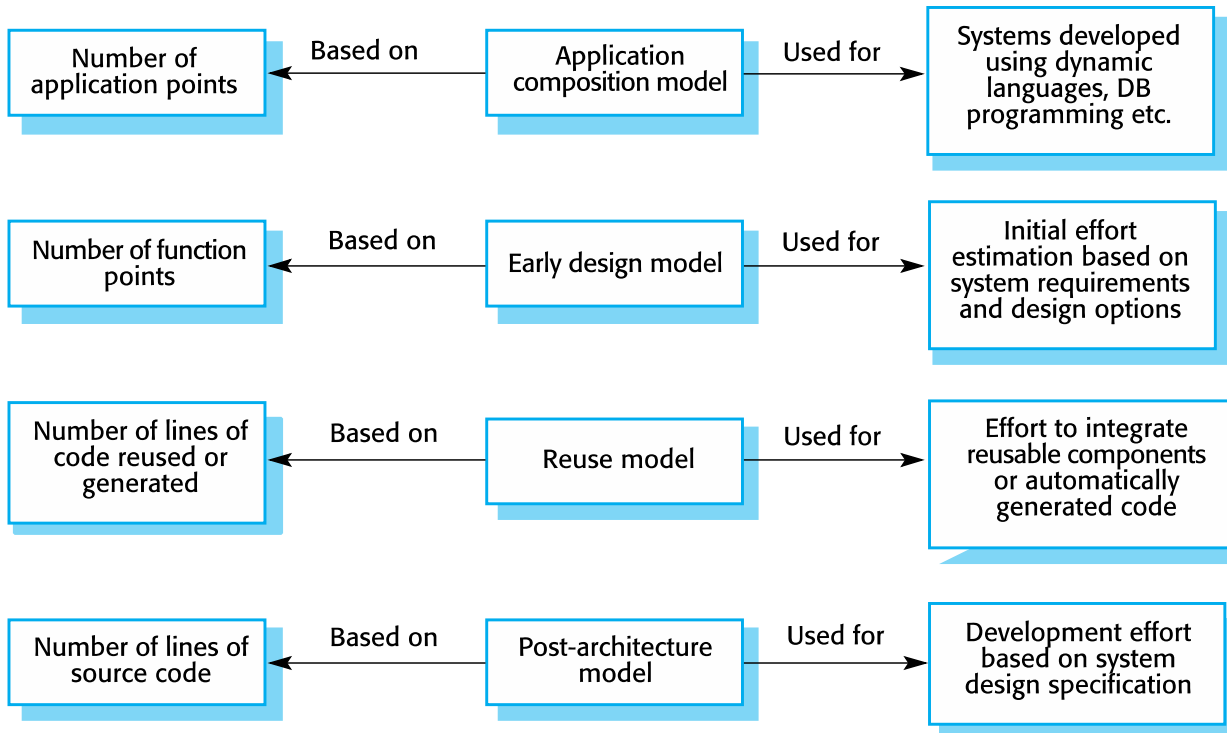 Number of
application points
Based on
Application
composition model
Used for
Systems developed
using dynamic
languages, DB
programming etc.
Number of function
points
Based on
Early design model
Used for
Initial effort
estimation based on
system requirements
and design options
Number of lines of
code reused or
generated
Based on
Reuse model
Used for
Effort to integrate
reusable components
or automatically
generated code
Number of lines of
source code
Based on
Post-architecture
model
Used for
Development effort
based on system
design specification